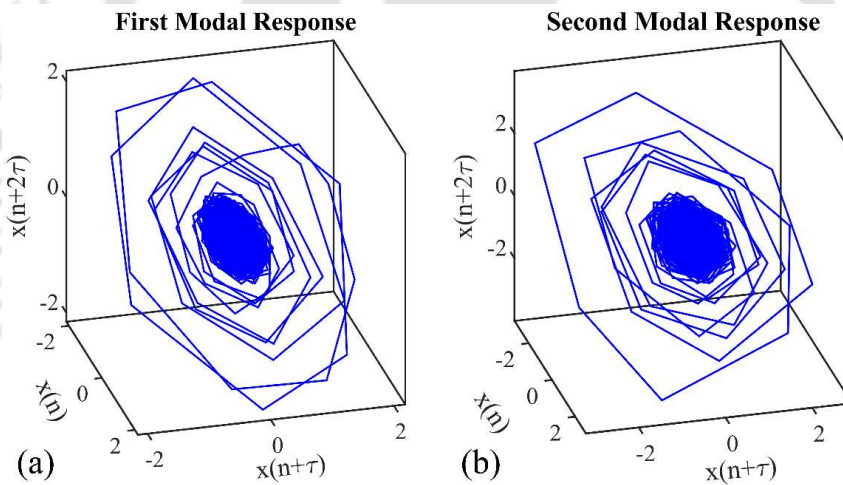 First Modal Response
2
0
-2
x(n+2τ)
-2
0
2
x(n)
-2
0
2
x(n+τ)
(a)
Second Modal Response
2
0
-2
x(n+2τ)
-2
0
2
x(n)
-2
0
2
x(n+τ)
(b)